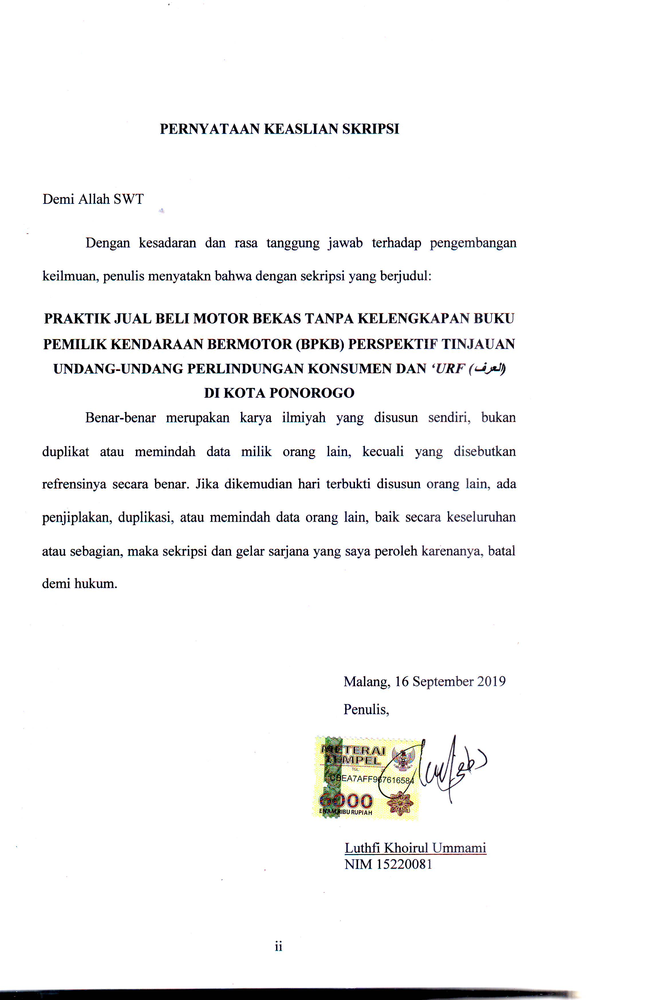 PERNYATAAN KEASLIAN SKRIPSI
Demi Allah SWT
Dengan kesadaran dan rasa tanggung jawab terhadap pengembangan
keilmuan, penulis menyatakn bahwa dengan sekripsi yang berjudul:
PRAKTIK JUAL BELI MOTOR BEKAS TANPA KELENGKAPAN BUKU
PEMILIK KENDARAAN BERMOTOR (BPKB) PERSPEKTIF TINJAUAN
UNDANG-UNDANG PERLINDUNGAN KONSUMEN DAN ‘URF (العرف)
DI KOTA PONOROGO
Benar-benar merupakan karya ilmiyah yang disusun sendiri, bukan
duplikat atau memindah data milik orang lain, kecuali yang disebutkan
refrensinya secara benar. Jika dikemudian hari terbukti disusun orang lain, ada
penjiplakan, duplikasi, atau memindah data orang lain, baik secara keseluruhan
atau sebagian, maka sekripsi dan gelar sarjana yang saya peroleh karenanya, batal
demi hukum.
Malang, 16 September 2019
Penulis,
METERAI
TEMPEL
TGL. 20
CBEA7AFF967616584
6000
ENAM RIBU RUPIAH
Luthfi Khoirul Ummami
NIM 15220081
ii